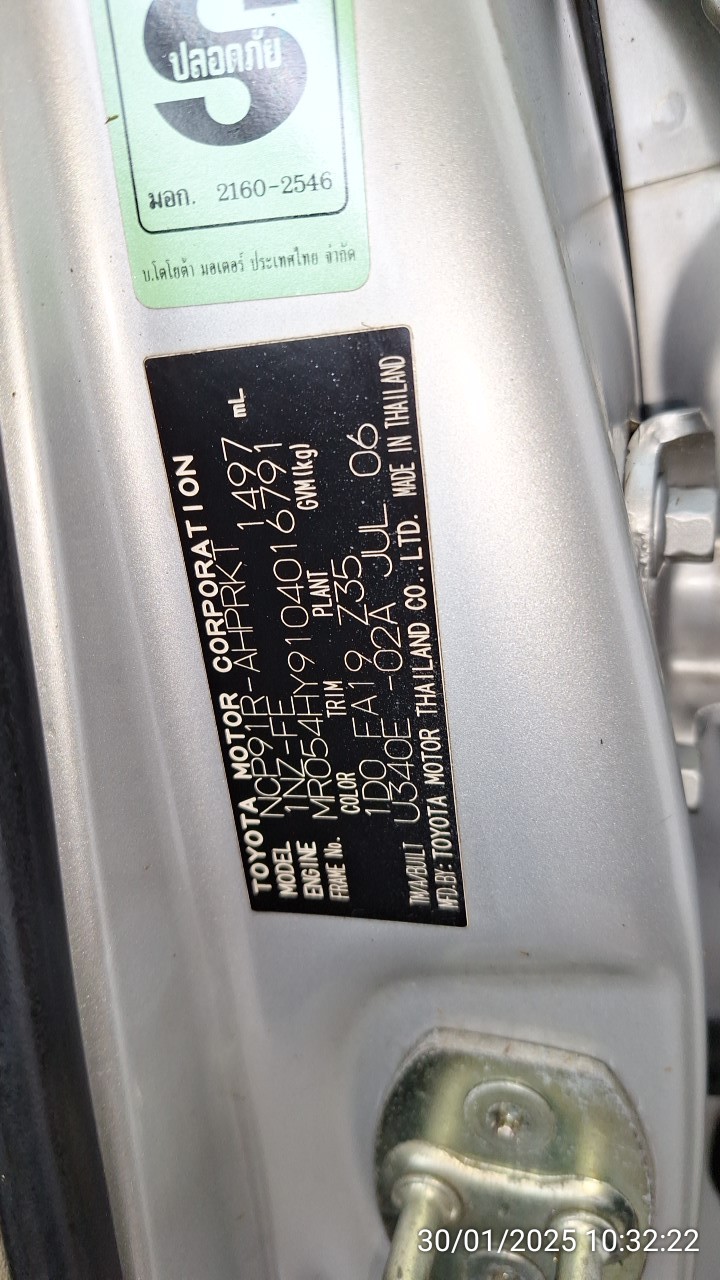 S
ปลอดภัย
มอก. 2160-2546
บ.โตโยต้า มอเตอร์ ประเทศไทย จำกัด
TOYOTA MOTOR CORPORATION
MODEL NCP91R-AHPRKT 1497 mL
ENGINE 1NZ-FE
FRAME No. MR054HY9104016791
COLOR TRIM PLANT GVM(kg)
1D0 FA19 Z35
TM/A/BUILT U340E -02A JUL 06
MFD.BY: TOYOTA MOTOR THAILAND CO.,LTD. MADE IN THAILAND
30/01/2025 10:32:22